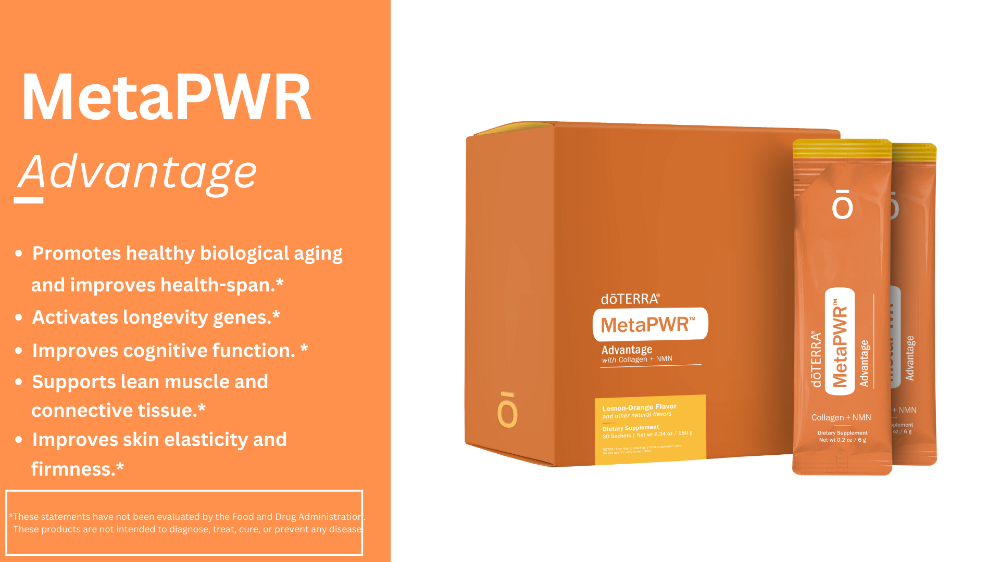 MetaPWR
Advantage
• Promotes healthy biological aging
and improves health-span.*
• Activates longevity genes.*
• Improves cognitive function. *
• Supports lean muscle and
connective tissue.*
• Improves skin elasticity and
firmness.*
*These statements have not been evaluated by the Food and Drug Administration.
These products are not intended to diagnose, treat, cure, or prevent any disease.
ō
dōTERRA®
MetaPWR™
Advantage
with Collagen + NMN
Lemon-Orange Flavor
and other natural flavors
Dietary Supplement
30 Sachets | Net wt 6.34 oz / 180 g
NOTICE: Use this product as a food supplement only.
Do not use for weight reduction.
ō
dōTERRA®
MetaPWR™
Advantage
Collagen + NMN
Dietary Supplement
Net wt 0.2 oz / 6 g
ō
Advantage
+ NMN
oz / 6 g